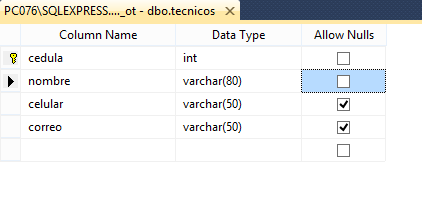 PC076\SQLEXPRESS...._ot - dbo.tecnicos
Column Name Data Type Allow Nulls
cedula int
nombre varchar(80)
celular varchar(50)
correo varchar(50)